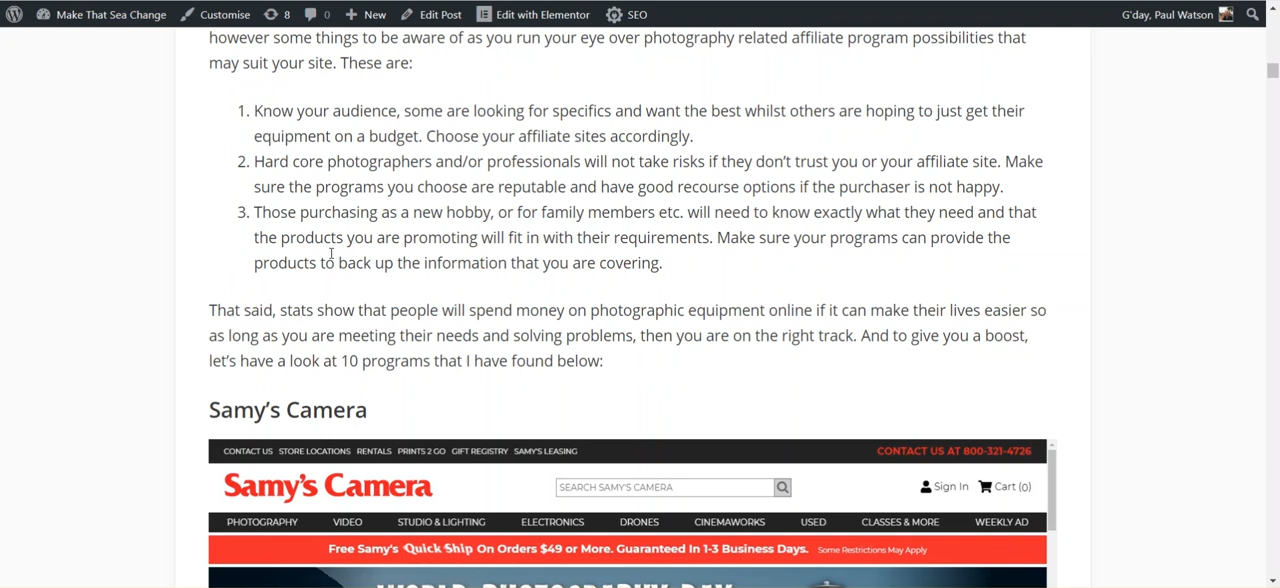 Make That Sea Change Customise 8 0 New Edit Post Edit with Elementor SEO G'day, Paul Watson
however some things to be aware of as you run your eye over photography related affiliate program possibilities that
may suit your site. These are:
1. Know your audience, some are looking for specifics and want the best whilst others are hoping to just get their
equipment on a budget. Choose your affiliate sites accordingly.
2. Hard core photographers and/or professionals will not take risks if they don't trust you or your affiliate site. Make
sure the programs you choose are reputable and have good recourse options if the purchaser is not happy.
3. Those purchasing as a new hobby, or for family members etc. will need to know exactly what they need and that
the products you are promoting will fit in with their requirements. Make sure your programs can provide the
products to back up the information that you are covering.
That said, stats show that people will spend money on photographic equipment online if it can make their lives easier so
as long as you are meeting their needs and solving problems, then you are on the right track. And to give you a boost,
let's have a look at 10 programs that I have found below:
Samy's Camera
CONTACT US STORE LOCATIONS RENTALS PRINTS 2 GO GIFT REGISTRY SAMY'S LEASING CONTACT US AT 800-321-4726
Samy's Camera SEARCH SAMY'S CAMERA Sign In Cart (0)
PHOTOGRAPHY VIDEO STUDIO & LIGHTING ELECTRONICS DRONES CINEMAWORKS USED CLASSES & MORE WEEKLY AD
Free Samy's Quick Ship On Orders $49 or More. Guaranteed In 1-3 Business Days. Some Restrictions May Apply
WORLD PHOTOGRAPHY DAY